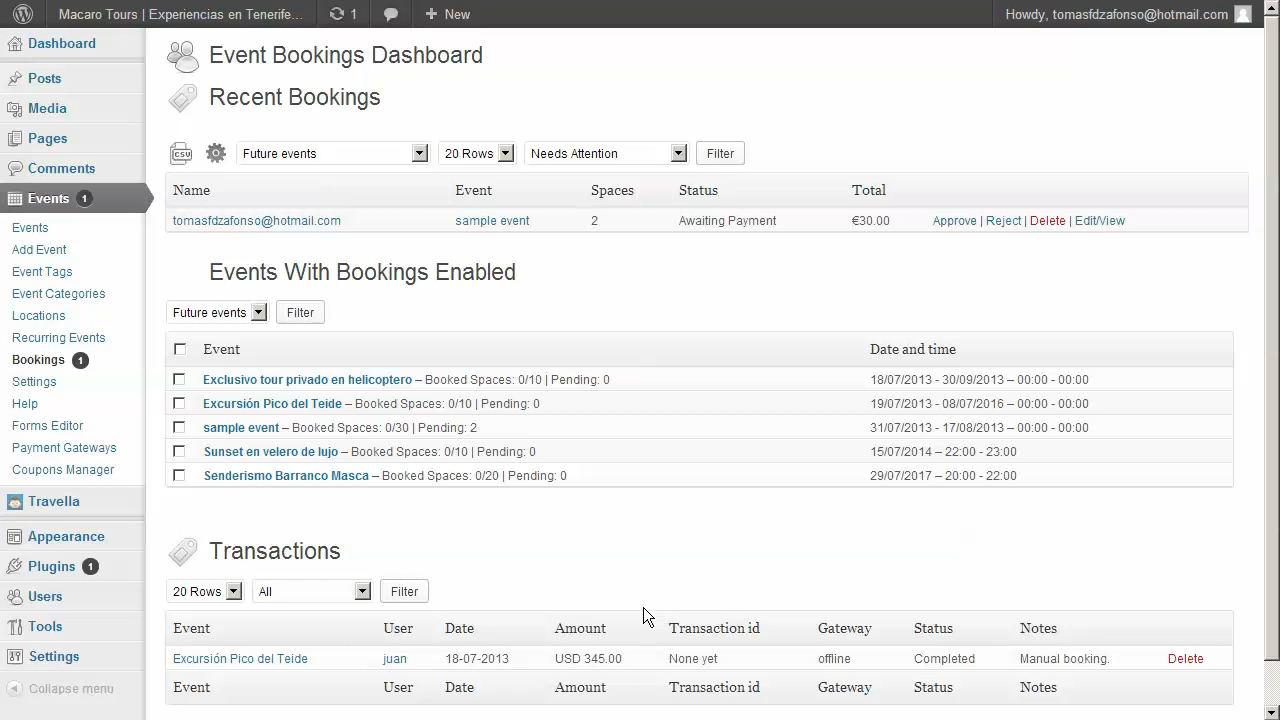 Macaro Tours | Experiencias en Tenerife... 1 New Howdy, tomasfdzafonso@hotmail.com
Dashboard
Posts
Media
Pages
Comments
Events 1
Events
Add Event
Event Tags
Event Categories
Locations
Recurring Events
Bookings 1
Settings
Help
Forms Editor
Payment Gateways
Coupons Manager
Travella
Appearance
Plugins 1
Users
Tools
Settings
Collapse menu
Event Bookings Dashboard
Recent Bookings
CSV Future events 20 Rows Needs Attention Filter
Name Event Spaces Status Total
tomasfdzafonso@hotmail.com sample event 2 Awaiting Payment €30.00 Approve | Reject | Delete | Edit/View
Events With Bookings Enabled
Future events Filter
Event Date and time
Exclusivo tour privado en helicoptero – Booked Spaces: 0/10 | Pending: 0 18/07/2013 - 30/09/2013 – 00:00 - 00:00
Excursión Pico del Teide – Booked Spaces: 0/10 | Pending: 0 19/07/2013 - 08/07/2016 – 00:00 - 00:00
sample event – Booked Spaces: 0/30 | Pending: 2 31/07/2013 - 17/08/2013 – 00:00 - 00:00
Sunset en velero de lujo – Booked Spaces: 0/10 | Pending: 0 15/07/2014 – 22:00 - 23:00
Senderismo Barranco Masca – Booked Spaces: 0/20 | Pending: 0 29/07/2017 – 20:00 - 22:00
Transactions
20 Rows All Filter
Event User Date Amount Transaction id Gateway Status Notes
Excursión Pico del Teide juan 18-07-2013 USD 345.00 None yet offline Completed Manual booking. Delete
Event User Date Amount Transaction id Gateway Status Notes